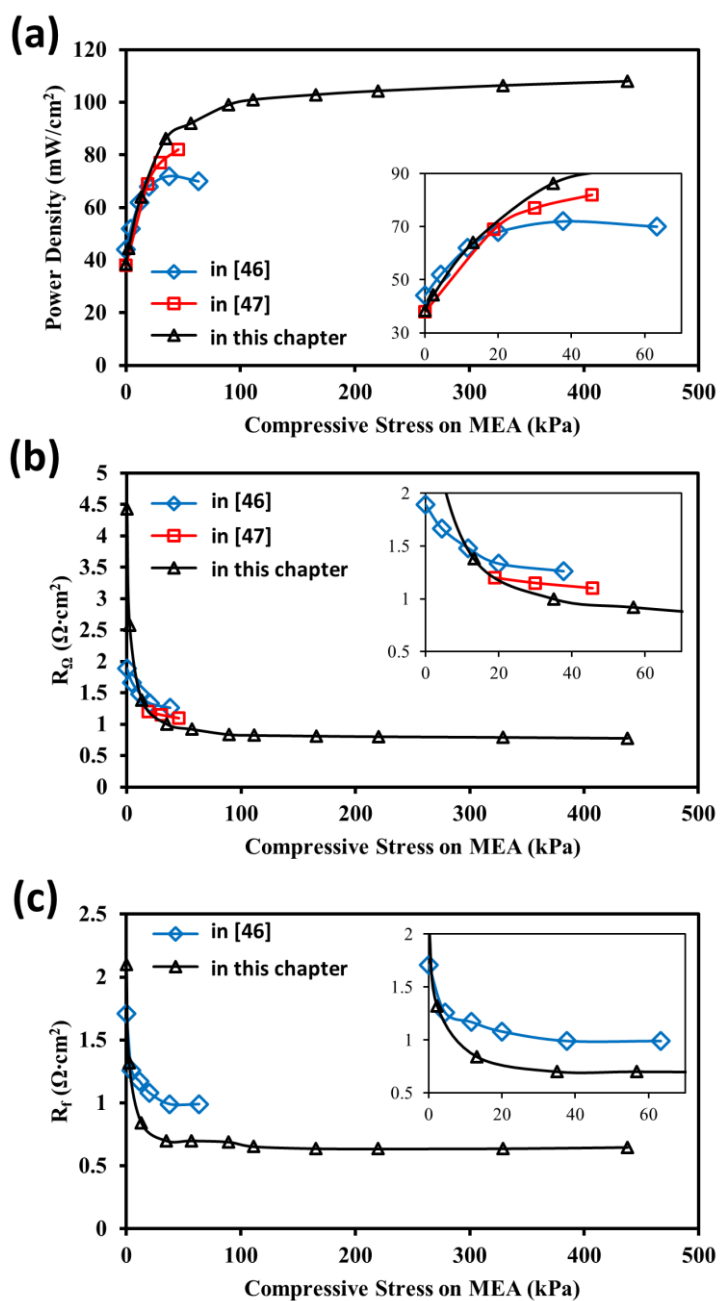 (a)
120
100
80
60
40
20
0
Power Density (mW/cm²)
in [46]
in [47]
in this chapter
90
70
50
30
0 20 40 60
0 100 200 300 400 500
Compressive Stress on MEA (kPa)
(b)
5
4.5
4
3.5
3
2.5
2
1.5
1
0.5
0
R_Ω (Ω·cm²)
in [46]
in [47]
in this chapter
2
1.5
1
0.5
0 20 40 60
0 100 200 300 400 500
Compressive Stress on MEA (kPa)
(c)
2.5
2
1.5
1
0.5
0
R_f (Ω·cm²)
in [46]
in this chapter
2
1.5
1
0.5
0 20 40 60
0 100 200 300 400 500
Compressive Stress on MEA (kPa)